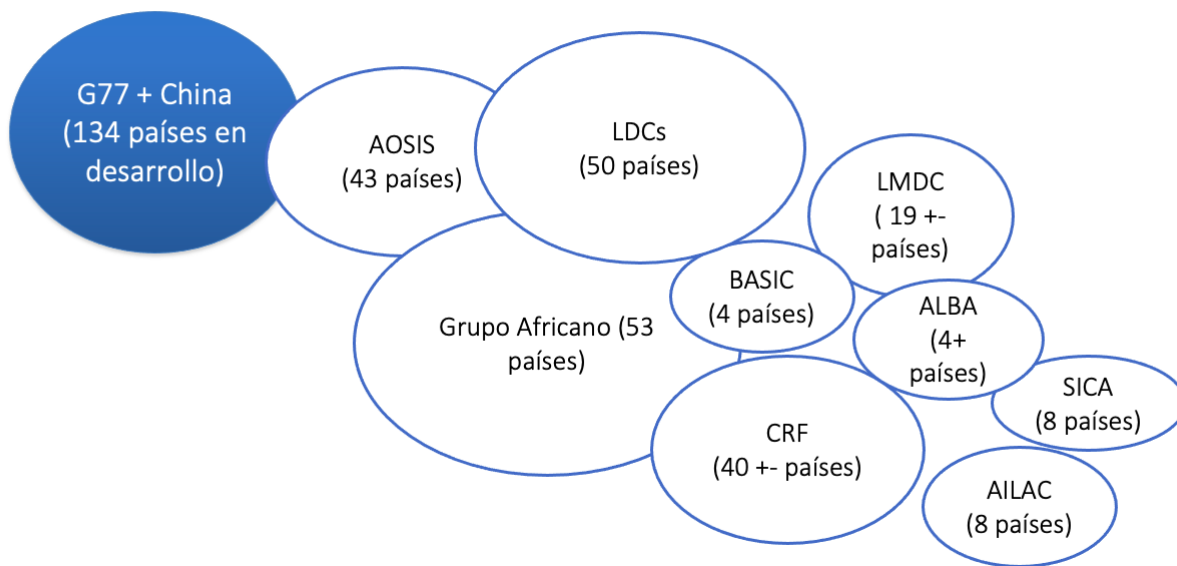 G77 + China
(134 países en
desarrollo)
AOSIS
(43 países)
LDCs
(50 países)
LMDC
( 19 +-
países)
BASIC
(4 países)
ALBA
(4+
países)
Grupo Africano (53
países)
SICA
(8 países)
CRF
(40 +- países)
AILAC
(8 países)